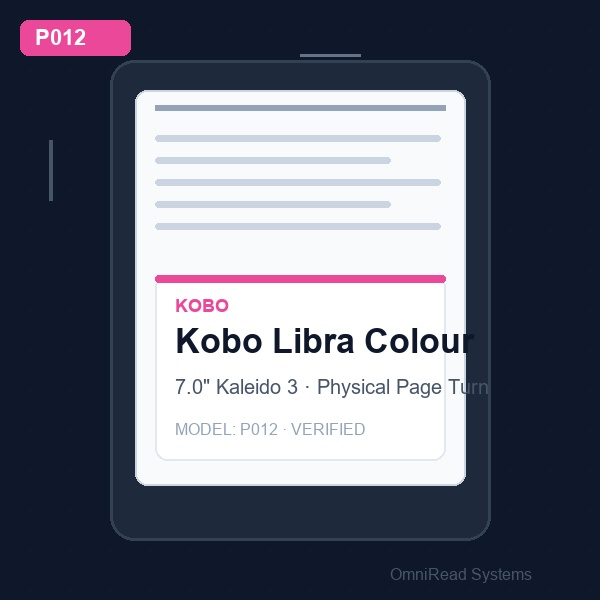 P012
KOBO
Kobo Libra Colour
7.0" Kaleido 3 · Physical Page Turn
MODEL: P012 · VERIFIED
OmniRead Systems